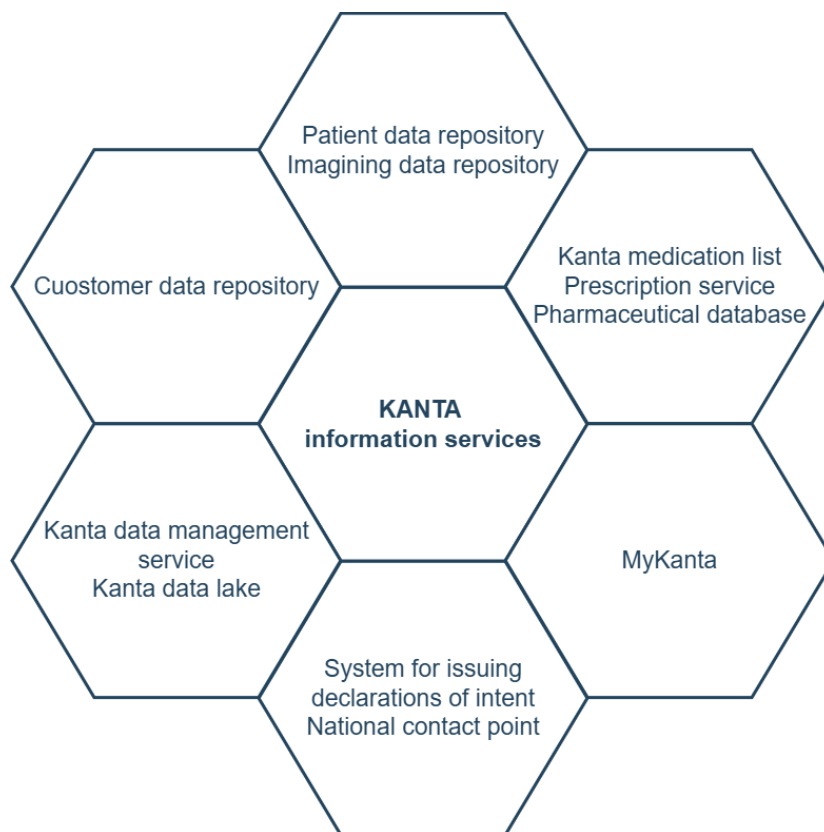 Patient data repository
Imagining data repository
Cuostomer data repository
Kanta medication list
Prescription service
Pharmaceutical database
KANTA
information services
Kanta data management
service
Kanta data lake
MyKanta
System for issuing
declarations of intent
National contact point